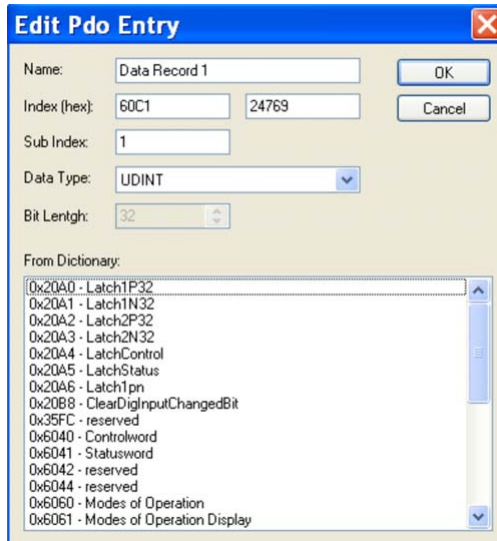 Edit Pdo Entry
Name: Data Record 1 OK
Index (hex): 60C1 24769 Cancel
Sub Index: 1
Data Type: UDINT
Bit Lentgh: 32
From Dictionary:
0x20A0 - Latch1P32
0x20A1 - Latch1N32
0x20A2 - Latch2P32
0x20A3 - Latch2N32
0x20A4 - LatchControl
0x20A5 - LatchStatus
0x20A6 - Latch1pn
0x20B8 - ClearDigInputChangedBit
0x35FC - reserved
0x6040 - Controlword
0x6041 - Statusword
0x6042 - reserved
0x6044 - reserved
0x6060 - Modes of Operation
0x6061 - Modes of Operation Display